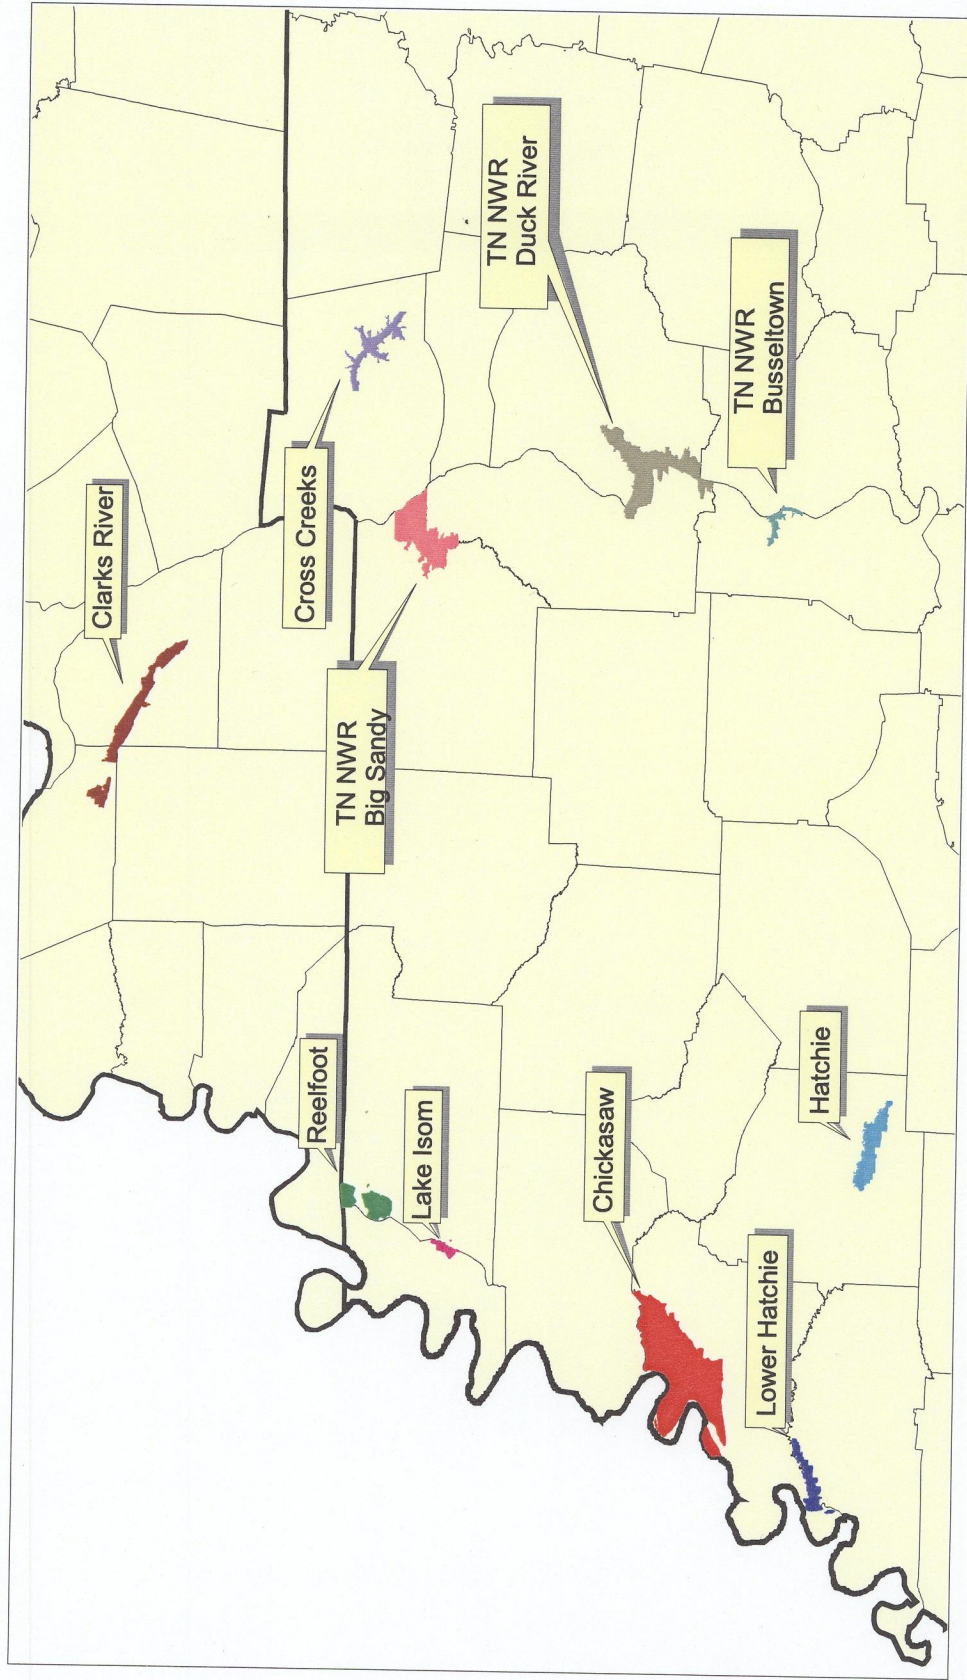 Clarks River
Cross Creeks
TN NWR
Big Sandy
TN NWR
Duck River
TN NWR
Busseltown
Reelfoot
Lake Isom
Chickasaw
Hatchie
Lower Hatchie